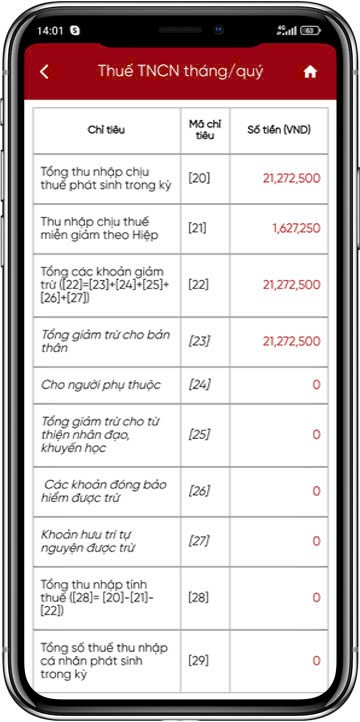 14:01
4G 63
Thuế TNCN tháng/quý
Chỉ tiêu
Mã chỉ
tiêu
Số tiền (VND)
Tổng thu nhập chịu
thuế phát sinh trong kỳ
[20]
21,272,500
Thu nhập chịu thuế
miễn giảm theo Hiệp
[21]
1,627,250
Tổng các khoản giảm
trừ ([22]=[23]+[24]+[25]+
[26]+[27])
[22]
21,272,500
Tổng giảm trừ cho bản
thân
[23]
21,272,500
Cho người phụ thuộc
[24]
0
Tổng giảm trừ cho từ
thiện nhân đạo,
khuyến học
[25]
0
Các khoản đóng bảo
hiểm được trừ
[26]
0
Khoản hưu trí tự
nguyện được trừ
[27]
0
Tổng thu nhập tính
thuế ([28]= [20]-[21]-
[22])
[28]
0
Tổng số thuế thu nhập
cá nhân phát sinh
trong kỳ
[29]
0